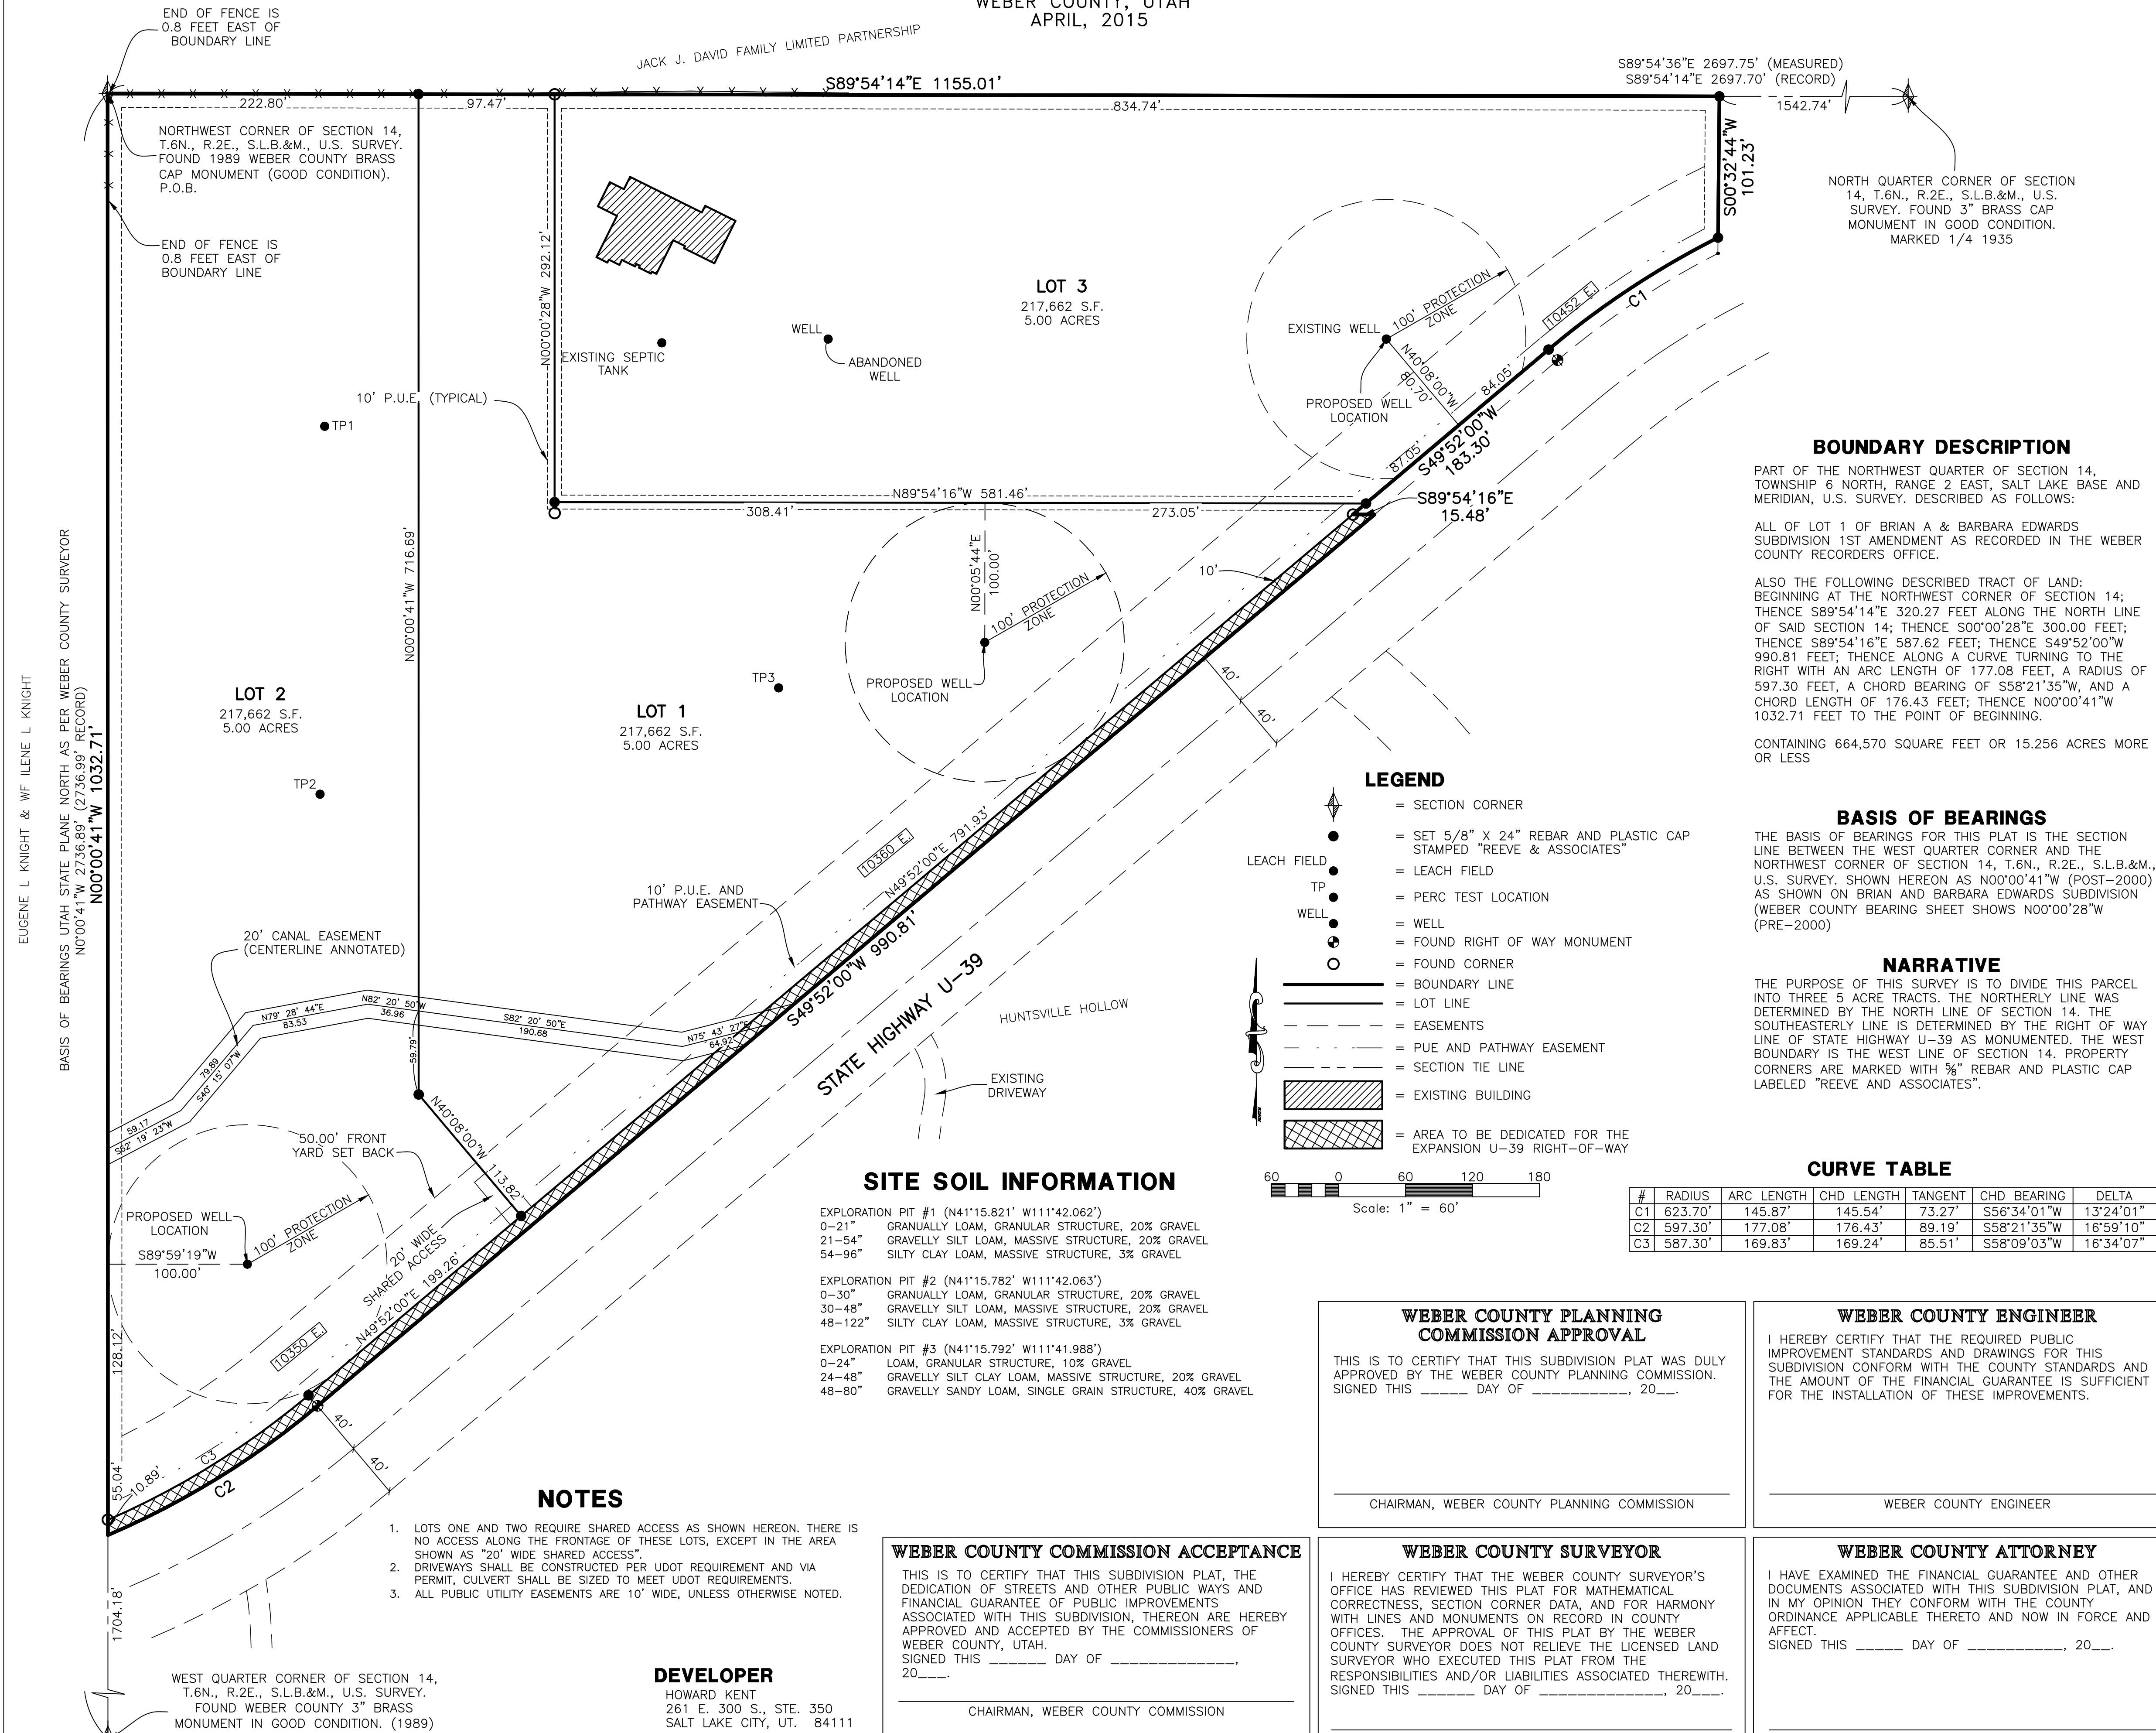 WEBER COUNTY, UTAH
APRIL, 2015
END OF FENCE IS
0.8 FEET EAST OF
BOUNDARY LINE
JACK J. DAVID FAMILY LIMITED PARTNERSHIP
S89°54'14"E 1155.01'
S89°54'36"E 2697.75' (MEASURED)
S89°54'14"E 2697.70' (RECORD)
222.80'
97.47'
834.74'
1542.74'
NORTHWEST CORNER OF SECTION 14,
T.6N., R.2E., S.L.B.&M., U.S. SURVEY.
FOUND 1989 WEBER COUNTY BRASS
CAP MONUMENT (GOOD CONDITION).
P.O.B.
S00°32'44"W
101.23'
NORTH QUARTER CORNER OF SECTION
14, T.6N., R.2E., S.L.B.&M., U.S.
SURVEY. FOUND 3" BRASS CAP
MONUMENT IN GOOD CONDITION.
MARKED 1/4 1935
END OF FENCE IS
0.8 FEET EAST OF
BOUNDARY LINE
N00°00'28"W 292.12'
LOT 3
217,662 S.F.
5.00 ACRES
WELL
ABANDONED
WELL
EXISTING SEPTIC
TANK
EXISTING WELL
100' PROTECTION
ZONE
10452 E.
C1
N40°08'00"W
80.70'
PROPOSED WELL
LOCATION
84.05'
87.05'
S49°52'00"W
183.30'
10' P.U.E. (TYPICAL)
TP1
N89°54'16"W 581.46'
308.41'
273.05'
S89°54'16"E
15.48'
N00°00'41"W 716.69'
N00°05'44"E
100.00'
100' PROTECTION
ZONE
10'
PROPOSED WELL
LOCATION
TP3
40'
40'
LOT 2
217,662 S.F.
5.00 ACRES
LOT 1
217,662 S.F.
5.00 ACRES
TP2
EUGENE L KNIGHT & WF ILENE L KNIGHT
BASIS OF BEARINGS UTAH STATE PLANE NORTH AS PER WEBER COUNTY SURVEYOR
N0°00'41"W 2736.89' (2736.99' RECORD)
N00°00'41"W 1032.71'
10360 E.
N49°52'00"E 791.93'
S49°52'00"W 990.81'
10' P.U.E. AND
PATHWAY EASEMENT
20' CANAL EASEMENT
(CENTERLINE ANNOTATED)
N79° 28' 44"E
83.53
N82° 20' 50"W
36.96
S82° 20' 50"E
190.68
N75° 43' 27"E
64.92
79.89
S40° 15' 07"W
59.17
S62° 19' 23"W
59.79'
STATE HIGHWAY U-39
HUNTSVILLE HOLLOW
EXISTING
DRIVEWAY
N40°08'00"W 113.82'
50.00' FRONT
YARD SET BACK
20' WIDE
SHARED ACCESS
PROPOSED WELL
LOCATION
100' PROTECTION
ZONE
S89°59'19"W
100.00'
N49°52'00"E 199.26'
10350 E.
128.12'
55.04'
10.89'
C3
C2
40'
40'
1704.18'
WEST QUARTER CORNER OF SECTION 14,
T.6N., R.2E., S.L.B.&M., U.S. SURVEY.
FOUND WEBER COUNTY 3" BRASS
MONUMENT IN GOOD CONDITION. (1989)
BOUNDARY DESCRIPTION
PART OF THE NORTHWEST QUARTER OF SECTION 14,
TOWNSHIP 6 NORTH, RANGE 2 EAST, SALT LAKE BASE AND
MERIDIAN, U.S. SURVEY. DESCRIBED AS FOLLOWS:
ALL OF LOT 1 OF BRIAN A & BARBARA EDWARDS
SUBDIVISION 1ST AMENDMENT AS RECORDED IN THE WEBER
COUNTY RECORDERS OFFICE.
ALSO THE FOLLOWING DESCRIBED TRACT OF LAND:
BEGINNING AT THE NORTHWEST CORNER OF SECTION 14;
THENCE S89°54'14"E 320.27 FEET ALONG THE NORTH LINE
OF SAID SECTION 14; THENCE S00°00'28"E 300.00 FEET;
THENCE S89°54'16"E 587.62 FEET; THENCE S49°52'00"W
990.81 FEET; THENCE ALONG A CURVE TURNING TO THE
RIGHT WITH AN ARC LENGTH OF 177.08 FEET, A RADIUS OF
597.30 FEET, A CHORD BEARING OF S58°21'35"W, AND A
CHORD LENGTH OF 176.43 FEET; THENCE N00°00'41"W
1032.71 FEET TO THE POINT OF BEGINNING.
CONTAINING 664,570 SQUARE FEET OR 15.256 ACRES MORE
OR LESS
BASIS OF BEARINGS
THE BASIS OF BEARINGS FOR THIS PLAT IS THE SECTION
LINE BETWEEN THE WEST QUARTER CORNER AND THE
NORTHWEST CORNER OF SECTION 14, T.6N., R.2E., S.L.B.&M.,
U.S. SURVEY. SHOWN HEREON AS N00°00'41"W (POST-2000)
AS SHOWN ON BRIAN AND BARBARA EDWARDS SUBDIVISION
(WEBER COUNTY BEARING SHEET SHOWS N00°00'28"W
(PRE-2000)
NARRATIVE
THE PURPOSE OF THIS SURVEY IS TO DIVIDE THIS PARCEL
INTO THREE 5 ACRE TRACTS. THE NORTHERLY LINE WAS
DETERMINED BY THE NORTH LINE OF SECTION 14. THE
SOUTHEASTERLY LINE IS DETERMINED BY THE RIGHT OF WAY
LINE OF STATE HIGHWAY U-39 AS MONUMENTED. THE WEST
BOUNDARY IS THE WEST LINE OF SECTION 14. PROPERTY
CORNERS ARE MARKED WITH ⅝" REBAR AND PLASTIC CAP
LABELED "REEVE AND ASSOCIATES".
LEGEND
= SECTION CORNER
= SET 5/8" X 24" REBAR AND PLASTIC CAP
STAMPED "REEVE & ASSOCIATES"
LEACH FIELD
= LEACH FIELD
TP
= PERC TEST LOCATION
WELL
= WELL
= FOUND RIGHT OF WAY MONUMENT
= FOUND CORNER
= BOUNDARY LINE
= LOT LINE
= EASEMENTS
= PUE AND PATHWAY EASEMENT
= SECTION TIE LINE
= EXISTING BUILDING
= AREA TO BE DEDICATED FOR THE
EXPANSION U-39 RIGHT-OF-WAY
60 0 60 120 180
Scale: 1" = 60'
SITE SOIL INFORMATION
EXPLORATION PIT #1 (N41°15.821' W111°42.062')
0-21" GRANUALLY LOAM, GRANULAR STRUCTURE, 20% GRAVEL
21-54" GRAVELLY SILT LOAM, MASSIVE STRUCTURE, 20% GRAVEL
54-96" SILTY CLAY LOAM, MASSIVE STRUCTURE, 3% GRAVEL
EXPLORATION PIT #2 (N41°15.782' W111°42.063')
0-30" GRANUALLY LOAM, GRANULAR STRUCTURE, 20% GRAVEL
30-48" GRAVELLY SILT LOAM, MASSIVE STRUCTURE, 20% GRAVEL
48-122" SILTY CLAY LOAM, MASSIVE STRUCTURE, 3% GRAVEL
EXPLORATION PIT #3 (N41°15.792' W111°41.988')
0-24" LOAM, GRANULAR STRUCTURE, 10% GRAVEL
24-48" GRAVELLY SILT CLAY LOAM, MASSIVE STRUCTURE, 20% GRAVEL
48-80" GRAVELLY SANDY LOAM, SINGLE GRAIN STRUCTURE, 40% GRAVEL
CURVE TABLE
# RADIUS ARC LENGTH CHD LENGTH TANGENT CHD BEARING DELTA
C1 623.70' 145.87' 145.54' 73.27' S56°34'01"W 13°24'01"
C2 597.30' 177.08' 176.43' 89.19' S58°21'35"W 16°59'10"
C3 587.30' 169.83' 169.24' 85.51' S58°09'03"W 16°34'07"
NOTES
1. LOTS ONE AND TWO REQUIRE SHARED ACCESS AS SHOWN HEREON. THERE IS
NO ACCESS ALONG THE FRONTAGE OF THESE LOTS, EXCEPT IN THE AREA
SHOWN AS "20' WIDE SHARED ACCESS".
2. DRIVEWAYS SHALL BE CONSTRUCTED PER UDOT REQUIREMENT AND VIA
PERMIT, CULVERT SHALL BE SIZED TO MEET UDOT REQUIREMENTS.
3. ALL PUBLIC UTILITY EASEMENTS ARE 10' WIDE, UNLESS OTHERWISE NOTED.
DEVELOPER
HOWARD KENT
261 E. 300 S., STE. 350
SALT LAKE CITY, UT. 84111
WEBER COUNTY PLANNING
COMMISSION APPROVAL
THIS IS TO CERTIFY THAT THIS SUBDIVISION PLAT WAS DULY
APPROVED BY THE WEBER COUNTY PLANNING COMMISSION.
SIGNED THIS _____ DAY OF __________, 20__.
CHAIRMAN, WEBER COUNTY PLANNING COMMISSION
WEBER COUNTY ENGINEER
I HEREBY CERTIFY THAT THE REQUIRED PUBLIC
IMPROVEMENT STANDARDS AND DRAWINGS FOR THIS
SUBDIVISION CONFORM WITH THE COUNTY STANDARDS AND
THE AMOUNT OF THE FINANCIAL GUARANTEE IS SUFFICIENT
FOR THE INSTALLATION OF THESE IMPROVEMENTS.
WEBER COUNTY ENGINEER
WEBER COUNTY COMMISSION ACCEPTANCE
THIS IS TO CERTIFY THAT THIS SUBDIVISION PLAT, THE
DEDICATION OF STREETS AND OTHER PUBLIC WAYS AND
FINANCIAL GUARANTEE OF PUBLIC IMPROVEMENTS
ASSOCIATED WITH THIS SUBDIVISION, THEREON ARE HEREBY
APPROVED AND ACCEPTED BY THE COMMISSIONERS OF
WEBER COUNTY, UTAH.
SIGNED THIS ______ DAY OF _____________,
20___.
CHAIRMAN, WEBER COUNTY COMMISSION
WEBER COUNTY SURVEYOR
I HEREBY CERTIFY THAT THE WEBER COUNTY SURVEYOR'S
OFFICE HAS REVIEWED THIS PLAT FOR MATHEMATICAL
CORRECTNESS, SECTION CORNER DATA, AND FOR HARMONY
WITH LINES AND MONUMENTS ON RECORD IN COUNTY
OFFICES. THE APPROVAL OF THIS PLAT BY THE WEBER
COUNTY SURVEYOR DOES NOT RELIEVE THE LICENSED LAND
SURVEYOR WHO EXECUTED THIS PLAT FROM THE
RESPONSIBILITIES AND/OR LIABILITIES ASSOCIATED THEREWITH.
SIGNED THIS ______ DAY OF _____________, 20___.
WEBER COUNTY ATTORNEY
I HAVE EXAMINED THE FINANCIAL GUARANTEE AND OTHER
DOCUMENTS ASSOCIATED WITH THIS SUBDIVISION PLAT, AND
IN MY OPINION THEY CONFORM WITH THE COUNTY
ORDINANCE APPLICABLE THERETO AND NOW IN FORCE AND
AFFECT.
SIGNED THIS _____ DAY OF __________, 20__.